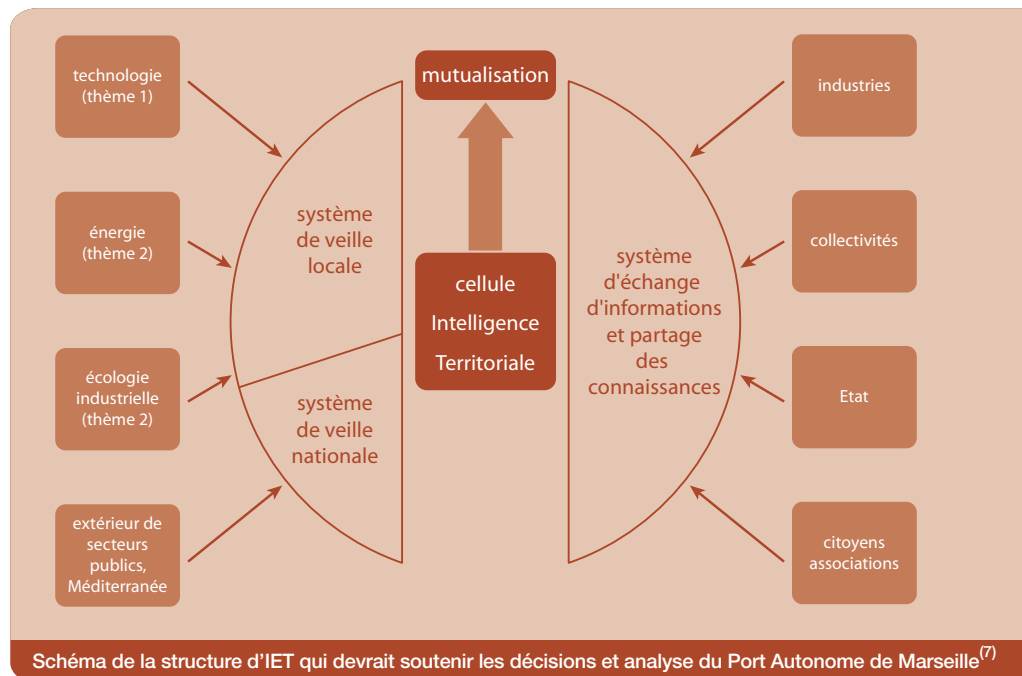 technologie
(thème 1)
énergie
(thème 2)
écologie
industrielle
(thème 2)
extérieur de
secteurs
publics,
Méditerranée
système
de veille
locale
système
de veille
nationale
mutualisation
cellule
Intelligence
Territoriale
système
d'échange
d'informations
et partage
des
connaissances
industries
collectivités
Etat
citoyens
associations
Schéma de la structure d’IET qui devrait soutenir les décisions et analyse du Port Autonome de Marseille(7)